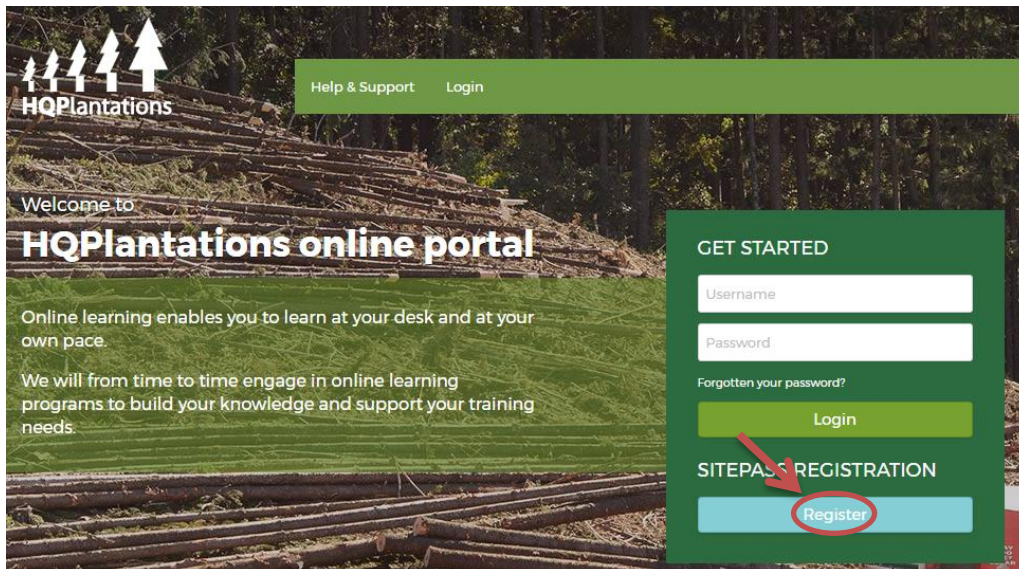 HQPlantations
Help & Support
Login
Welcome to
HQPlantations online portal
Online learning enables you to learn at your desk and at your
own pace.
We will from time to time engage in online learning
programs to build your knowledge and support your training
needs.
GET STARTED
Username
Password
Forgotten your password?
Login
SITEPASS REGISTRATION
Register